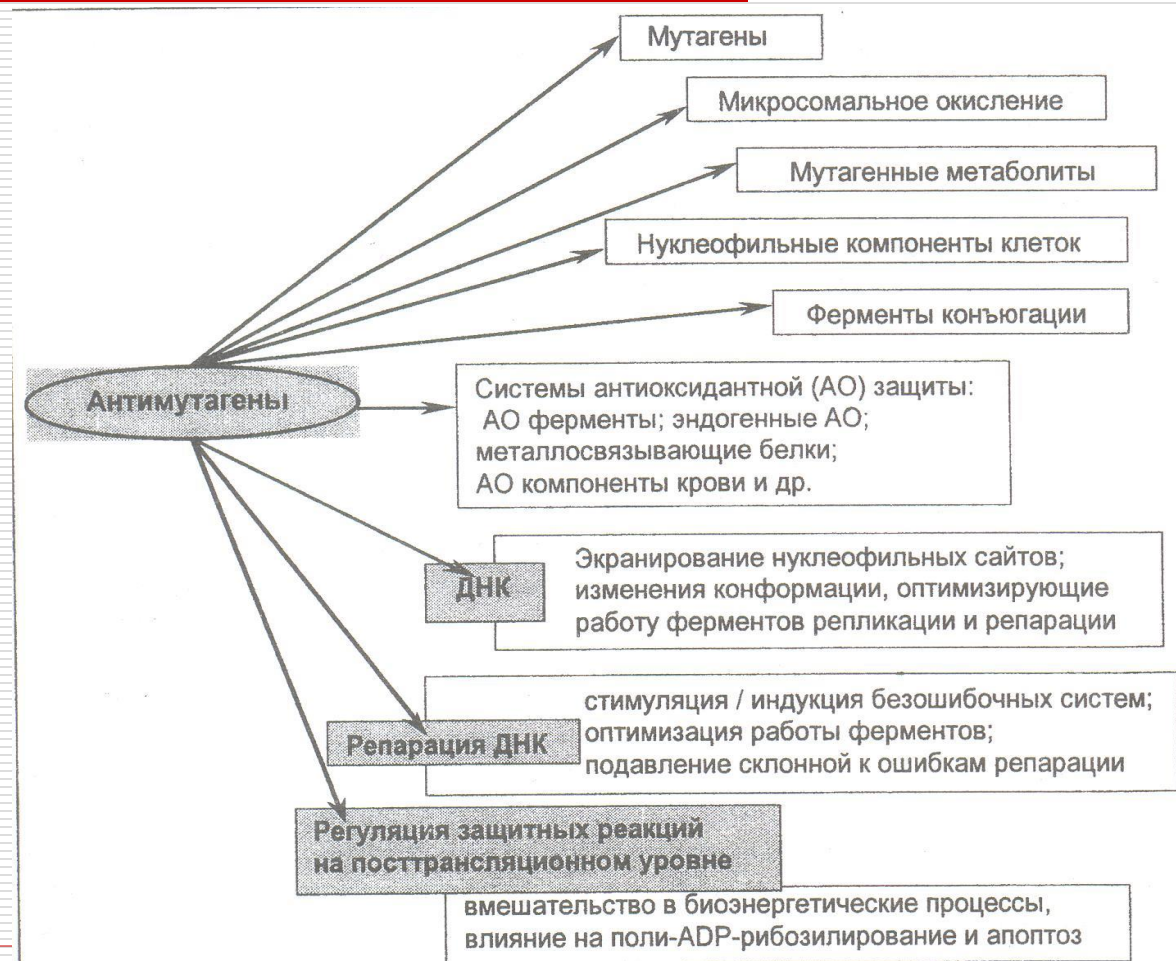 Мутагены
Микросомальное окисление
Мутагенные метаболиты
Нуклеофильные компоненты клеток
Ферменты конъюгации
Антимутагены
Системы антиоксидантной (АО) защиты:
АО ферменты; эндогенные АО;
металлосвязывающие белки;
АО компоненты крови и др.
ДНК
Экранирование нуклеофильных сайтов;
изменения конформации, оптимизирующие
работу ферментов репликации и репарации
Репарация ДНК
стимуляция / индукция безошибочных систем;
оптимизация работы ферментов;
подавление склонной к ошибкам репарации
Регуляция защитных реакций
на посттрансляционном уровне
вмешательство в биоэнергетические процессы,
влияние на поли-ADP-рибозилирование и апоптоз